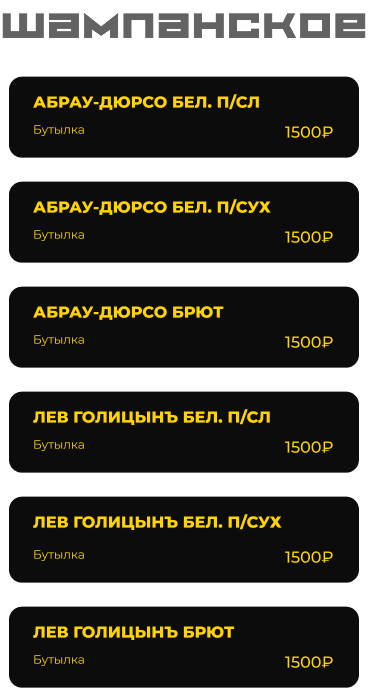 ШАМПАНСКОЕ
АБРАУ-ДЮРСО БЕЛ. П/СЛ
Бутылка
1500₽
АБРАУ-ДЮРСО БЕЛ. П/СУХ
Бутылка
1500₽
АБРАУ-ДЮРСО БРЮТ
Бутылка
1500₽
ЛЕВ ГОЛИЦЫНЪ БЕЛ. П/СЛ
Бутылка
1500₽
ЛЕВ ГОЛИЦЫНЪ БЕЛ. П/СУХ
Бутылка
1500₽
ЛЕВ ГОЛИЦЫНЪ БРЮТ
Бутылка
1500₽